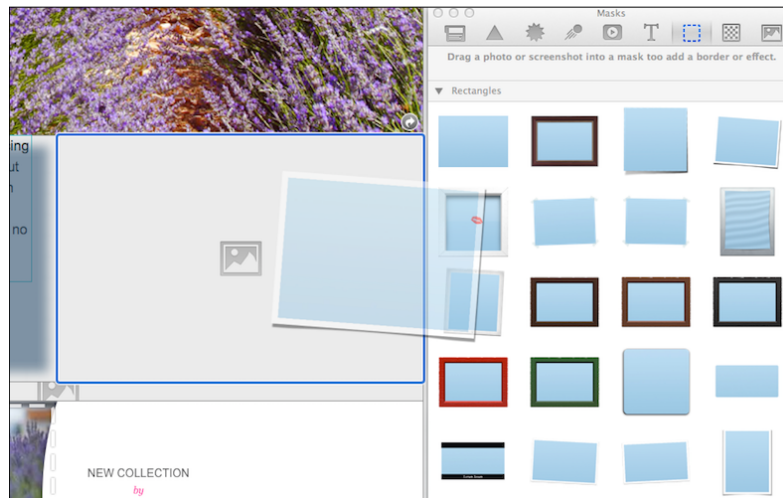 Masks
T
Drag a photo or screenshot into a mask too add a border or effect.
Rectangles
ing
ut
no
NEW COLLECTION
by